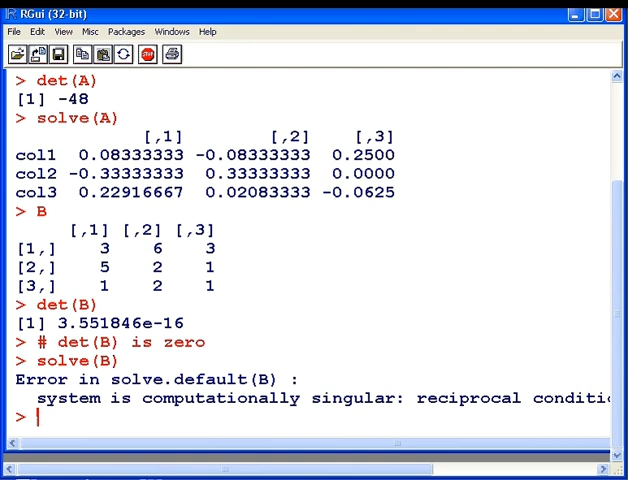 RGui (32-bit)
File Edit View Misc Packages Windows Help
> det(A)
[1] -48
> solve(A)
[,1] [,2] [,3]
col1 0.08333333 -0.08333333 0.2500
col2 -0.33333333 0.33333333 0.0000
col3 0.22916667 0.02083333 -0.0625
> B
[,1] [,2] [,3]
[1,] 3 6 3
[2,] 5 2 1
[3,] 1 2 1
> det(B)
[1] 3.551846e-16
> # det(B) is zero
> solve(B)
Error in solve.default(B) :
system is computationally singular: reciprocal conditio
>